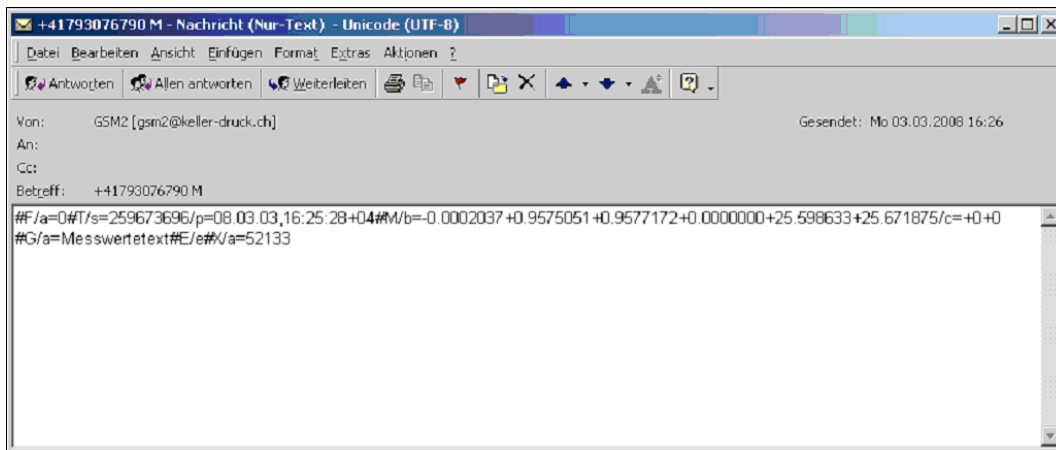 +41793076790 M - Nachricht (Nur-Text) - Unicode (UTF-8)
Datei Bearbeiten Ansicht Einfügen Format Extras Aktionen ?
Antworten Allen antworten Weiterleiten
Von: GSM2 [gsm2@keller-druck.ch] Gesendet: Mo 03.03.2008 16:26
An:
Cc:
Betreff: +41793076790 M
#F/a=0#T/s=259673696/p=08.03.03,16:25:28+04#M/b=-0.0002037+0.9575051+0.9577172+0.0000000+25.598633+25.671875/c=+0+0
#G/a=Messwertetext#E/e#X/a=52133